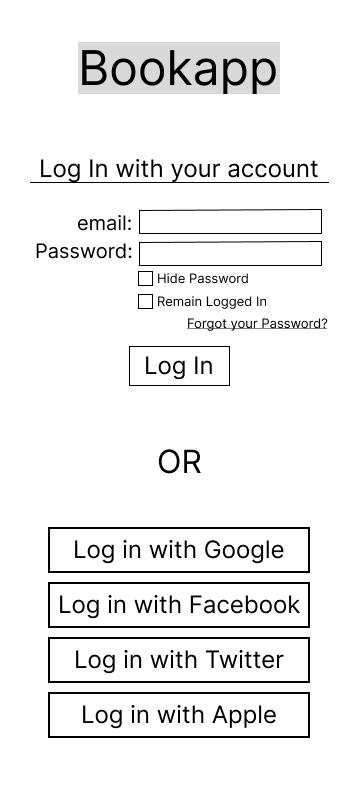 Bookapp
Log In with your account
email:
Password:
Hide Password
Remain Logged In
Forgot your Password?
Log In
OR
Log in with Google
Log in with Facebook
Log in with Twitter
Log in with Apple